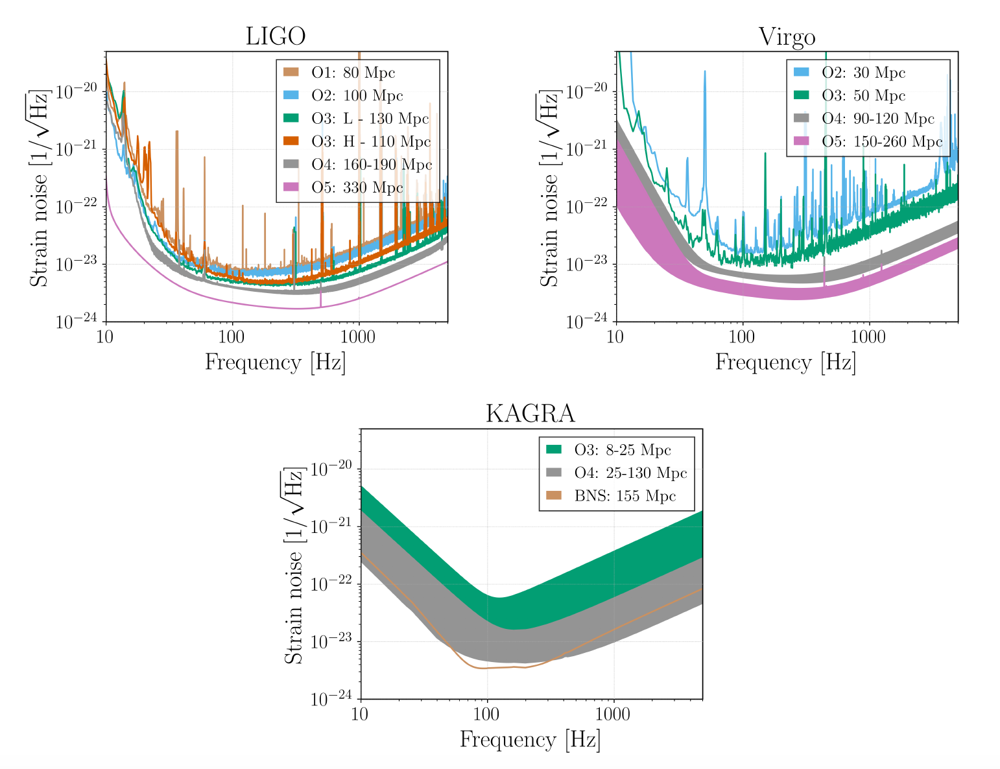 LIGO
Strain noise [1/√Hz]
10⁻²⁰
10⁻²¹
10⁻²²
10⁻²³
10⁻²⁴
O1: 80 Mpc
O2: 100 Mpc
O3: L - 130 Mpc
O3: H - 110 Mpc
O4: 160-190 Mpc
O5: 330 Mpc
10 100 1000
Frequency [Hz]
Virgo
Strain noise [1/√Hz]
10⁻²⁰
10⁻²¹
10⁻²²
10⁻²³
10⁻²⁴
O2: 30 Mpc
O3: 50 Mpc
O4: 90-120 Mpc
O5: 150-260 Mpc
10 100 1000
Frequency [Hz]
KAGRA
Strain noise [1/√Hz]
10⁻²⁰
10⁻²¹
10⁻²²
10⁻²³
10⁻²⁴
O3: 8-25 Mpc
O4: 25-130 Mpc
BNS: 155 Mpc
10 100 1000
Frequency [Hz]